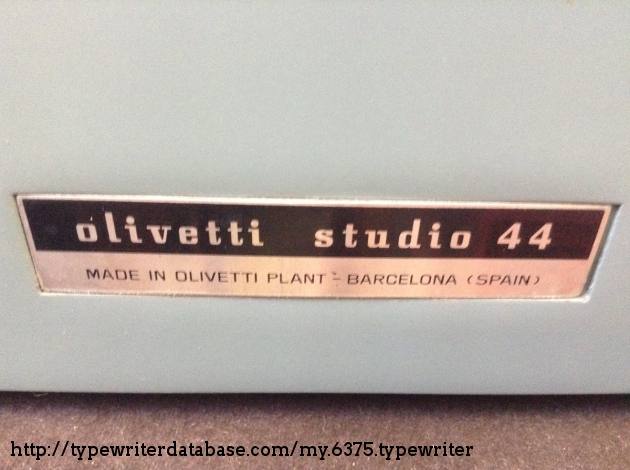 olivetti studio 44
MADE IN OLIVETTI PLANT - BARCELONA (SPAIN)
http://typewriterdatabase.com/my.6375.typewriter